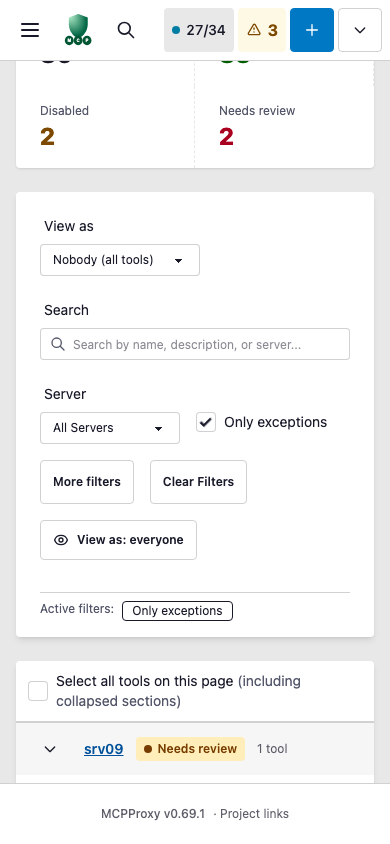 MCP
27/34
3
Disabled
Needs review
2
2
View as
Nobody (all tools)
Search
Search by name, description, or server...
Server
All Servers
Only exceptions
More filters
Clear Filters
View as: everyone
Active filters:
Only exceptions
Select all tools on this page (including
collapsed sections)
srv09
Needs review
1 tool
MCPProxy v0.69.1 · Project links